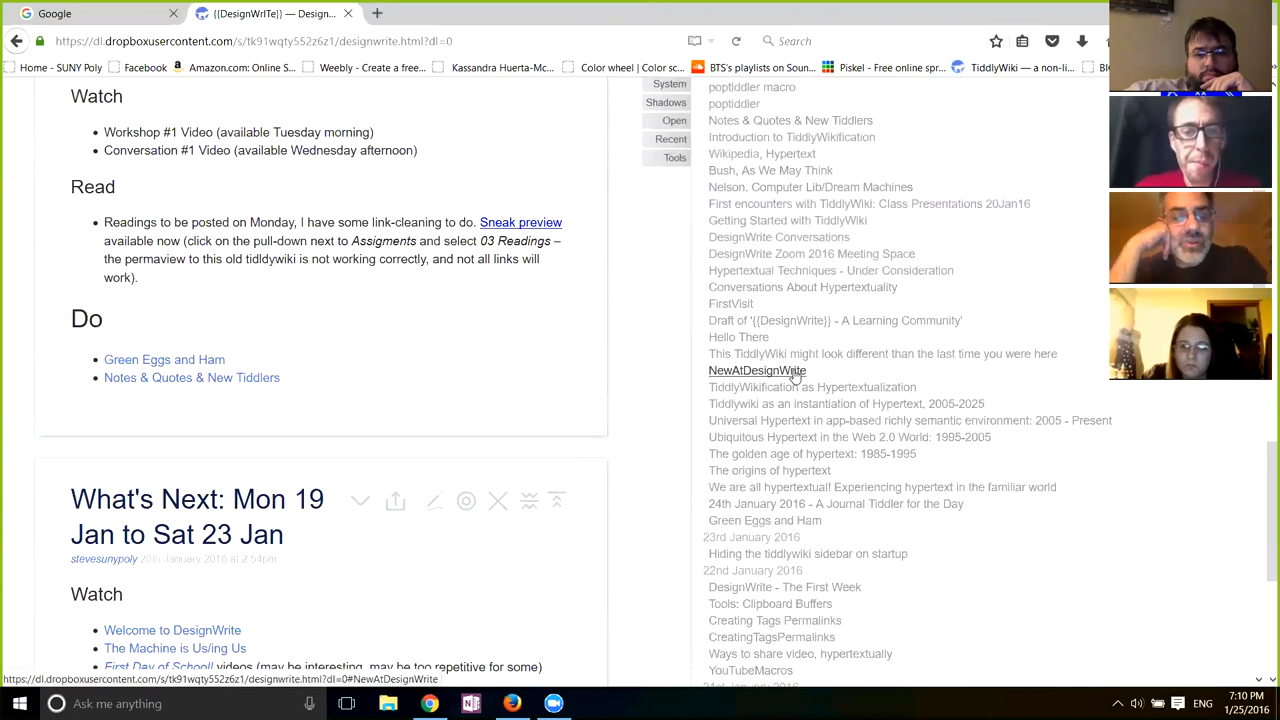 Google
{{DesignWrITe}} — Design...
https://dl.dropboxusercontent.com/s/tk91wqty552z6z1/designwrite.html?dl=0
Search
Home - SUNY Poly
Facebook
Amazon.com: Online S...
Weebly - Create a free...
Kassandra Huerta-Mc...
Color wheel | Color sc...
BTS's playlists on Soun...
Piskel - Free online spr...
TiddlyWiki — a non-li...
Watch
Workshop #1 Video (available Tuesday morning)
Conversation #1 Video (available Wednesday afternoon)
Read
Readings to be posted on Monday, I have some link-cleaning to do. Sneak preview
available now (click on the pull-down next to Assigments and select 03 Readings –
the permaview to this old tidldywiki is not working correctly, and not all links will
work).
Do
Green Eggs and Ham
Notes & Quotes & New Tiddlers
What's Next: Mon 19
Jan to Sat 23 Jan
stevesunypoly 20th January 2016 at 2:54pm
Watch
Welcome to DesignWrite
The Machine is Us/ing Us
First Day of School! videos (may be interesting, may be too repetitive for some)
https://dl.dropboxusercontent.com/s/tk91wqty552z6z1/designwrite.html?dl=0#NewAtDesignWrite
System
Shadows
Open
Recent
Tools
poptiddler macro
poptiddler
Notes & Quotes & New Tiddlers
Introduction to TiddlyWikification
Wikipedia, Hypertext
Bush, As We May Think
Nelson, Computer Lib/Dream Machines
First encounters with TiddlyWiki: Class Presentations 20Jan16
Getting Started with TiddlyWiki
DesignWrite Conversations
DesignWrite Zoom 2016 Meeting Space
Hypertextual Techniques - Under Consideration
Conversations About Hypertextuality
FirstVisit
Draft of '{{DesignWrite}} - A Learning Community'
Hello There
This TiddlyWiki might look different than the last time you were here
NewAtDesignWrite
TiddlyWikification as Hypertextualization
Tiddlywiki as an instantiation of Hypertext, 2005-2025
Universal Hypertext in app-based richly semantic environment: 2005 - Present
Ubiquitous Hypertext in the Web 2.0 World: 1995-2005
The golden age of hypertext: 1985-1995
The origins of hypertext
We are all hypertextual! Experiencing hypertext in the familiar world
24th January 2016 - A Journal Tiddler for the Day
Green Eggs and Ham
23rd January 2016
Hiding the tiddlywiki sidebar on startup
22nd January 2016
DesignWrite - The First Week
Tools: Clipboard Buffers
Creating Tags Permalinks
CreatingTagsPermalinks
Ways to share video, hypertextually
YouTubeMacros
21st January 2016
Ask me anything
ENG
7:10 PM
1/25/2016